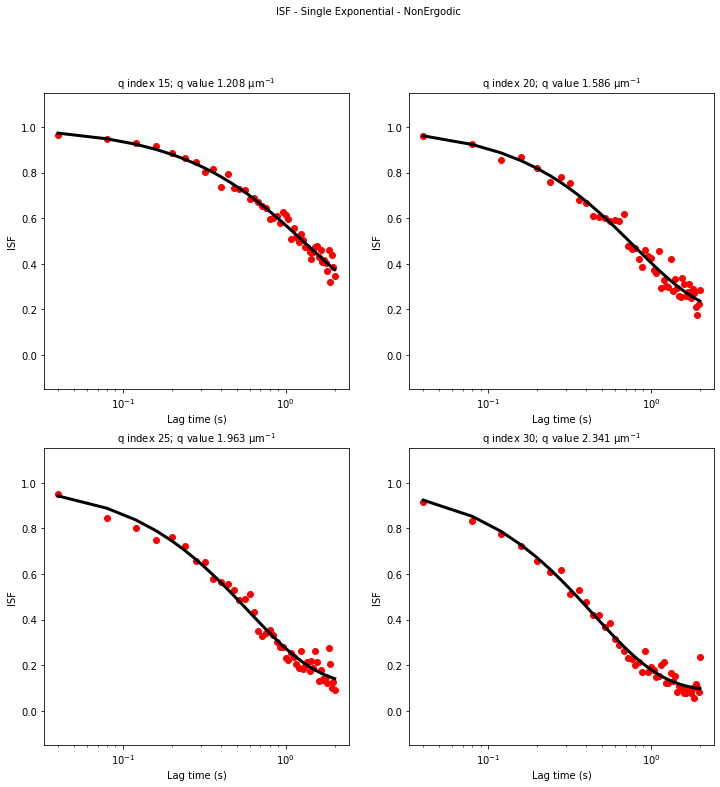 ISF - Single Exponential - NonErgodic
q index 15; q value 1.208 μm⁻¹
q index 20; q value 1.586 μm⁻¹
ISF
1.0
0.8
0.6
0.4
0.2
0.0
10⁻¹
10⁰
Lag time (s)
ISF
1.0
0.8
0.6
0.4
0.2
0.0
10⁻¹
10⁰
Lag time (s)
q index 25; q value 1.963 μm⁻¹
q index 30; q value 2.341 μm⁻¹
ISF
1.0
0.8
0.6
0.4
0.2
0.0
10⁻¹
10⁰
Lag time (s)
ISF
1.0
0.8
0.6
0.4
0.2
0.0
10⁻¹
10⁰
Lag time (s)